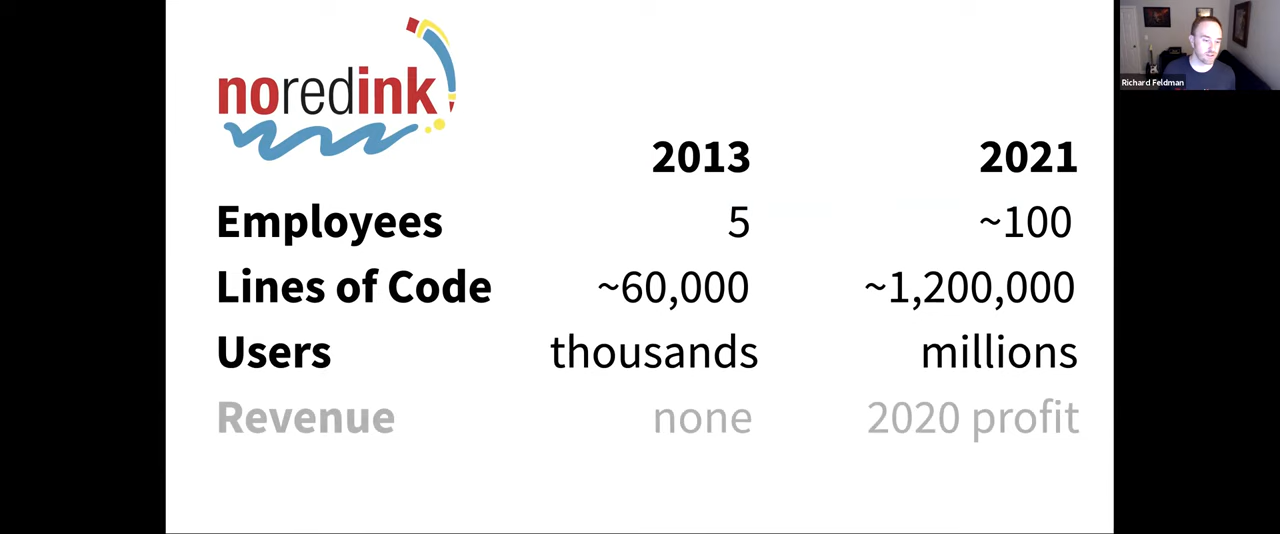 noredink
Richard Feldman
2013 2021
Employees 5 ~100
Lines of Code ~60,000 ~1,200,000
Users thousands millions
Revenue none 2020 profit